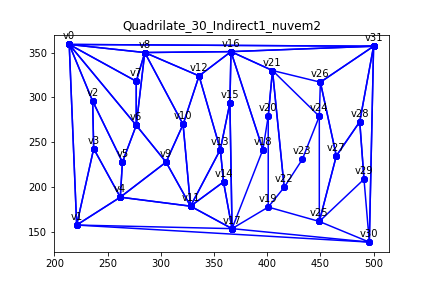 Quadrilate_30_Indirect1_nuvem2
350
300
250
200
150
200
250
300
350
400
450
500
v0
v31
v8
v16
v21
v12
v7
v26
v2
v15
v20
v24
v6
v10
v28
v3
v13
v18
v27
v5
v9
v23
v14
v29
v22
v4
v11
v19
v1
v17
v25
v30